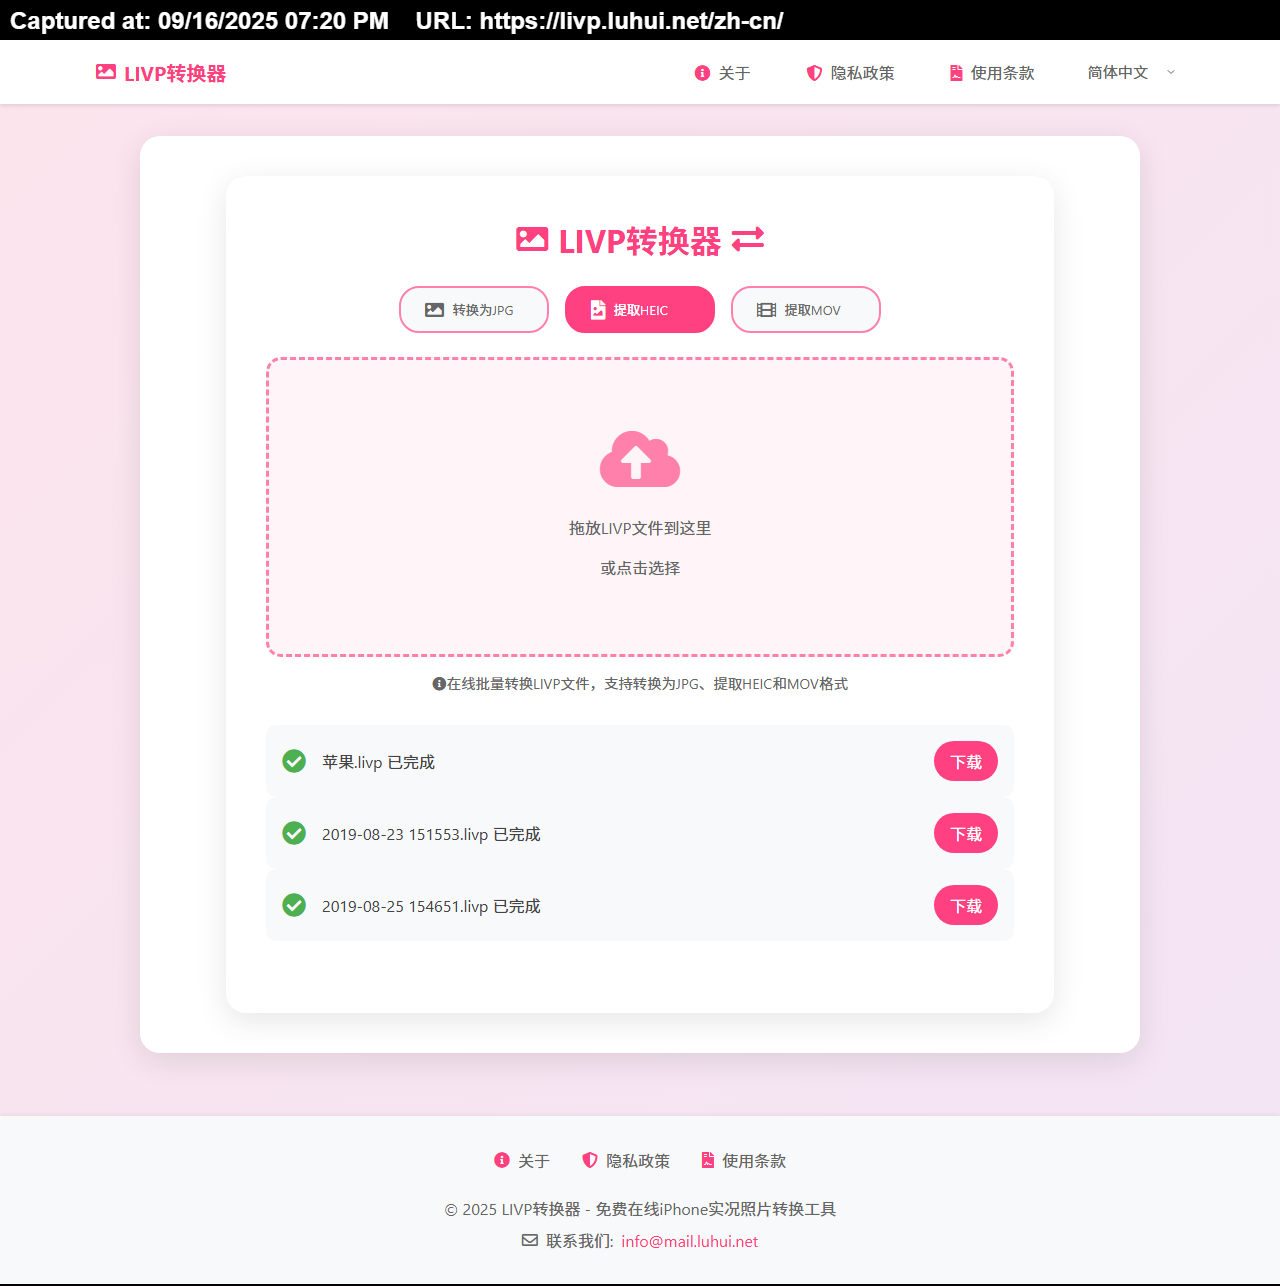 Captured at: 09/16/2025 07:20 PM URL: https://livp.luhui.net/zh-cn/
LIVP转换器 关于 隐私政策 使用条款 简体中文
LIVP转换器
转换为JPG 提取HEIC 提取MOV
拖放LIVP文件到这里
或点击选择
在线批量转换LIVP文件，支持转换为JPG、提取HEIC和MOV格式
苹果.livp 已完成 下载
2019-08-23 151553.livp 已完成 下载
2019-08-25 154651.livp 已完成 下载
关于 隐私政策 使用条款
© 2025 LIVP转换器 - 免费在线iPhone实况照片转换工具
联系我们: info@mail.luhui.net